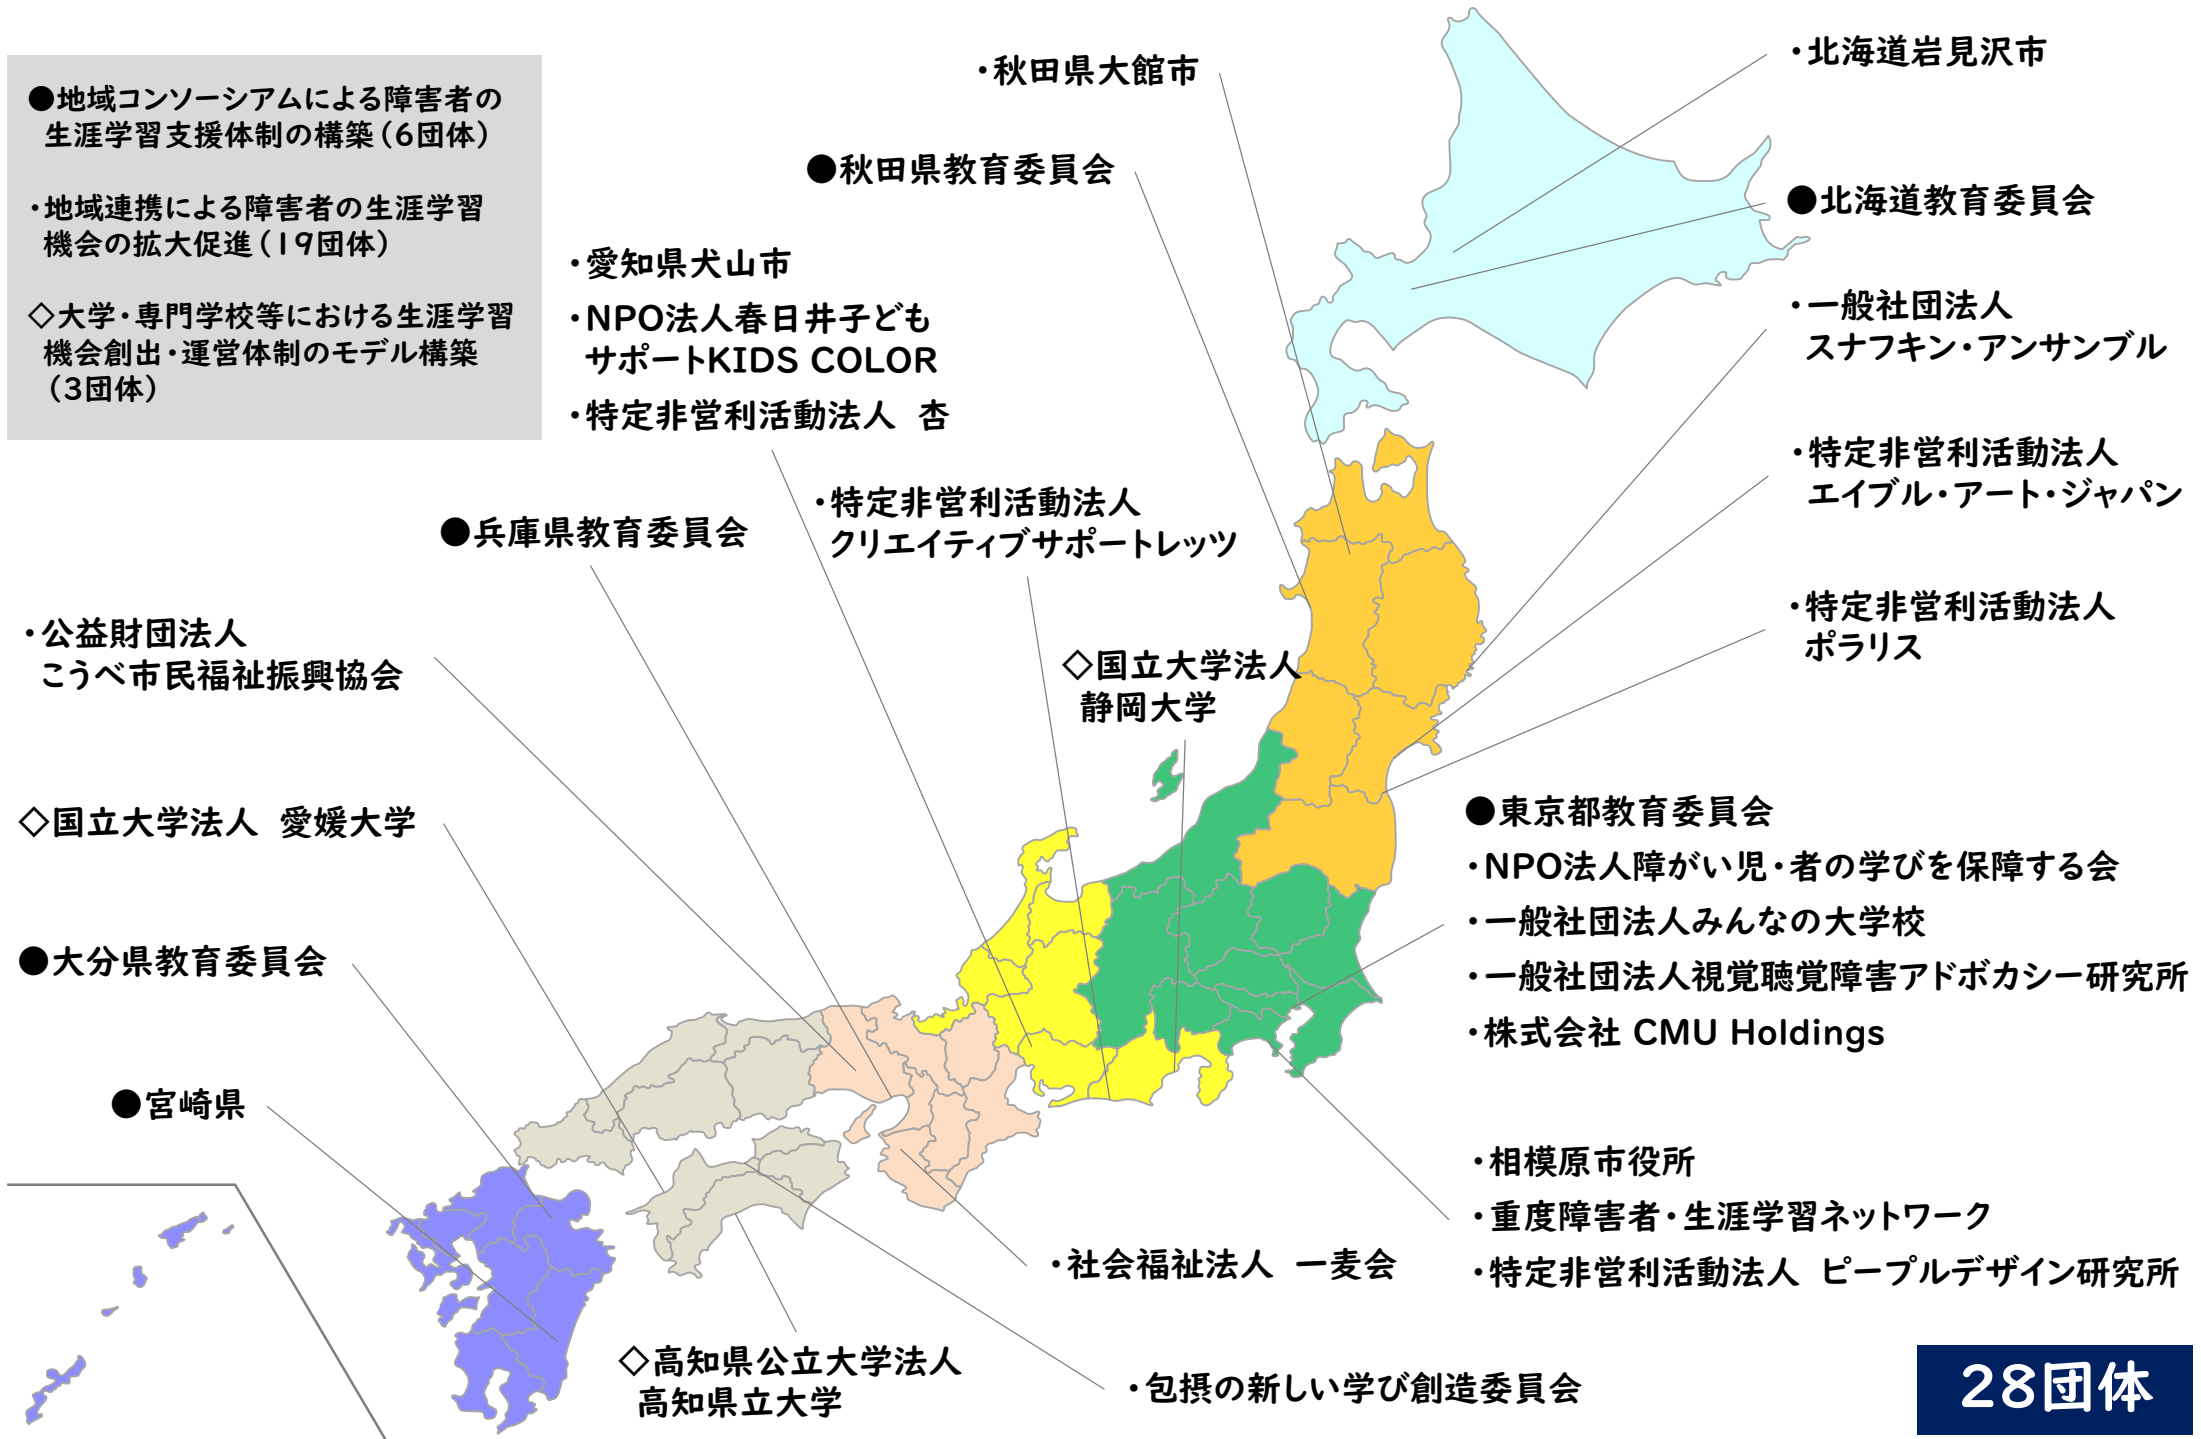 ●地域コンソーシアムによる障害者の
生涯学習支援体制の構築（6団体）
・地域連携による障害者の生涯学習
機会の拡大促進（19団体）
◇大学・専門学校等における生涯学習
機会創出・運営体制のモデル構築
（3団体）
・秋田県大館市
●秋田県教育委員会
・愛知県犬山市
・NPO法人春日井子ども
サポートKIDS COLOR
・特定非営利活動法人 杏
・特定非営利活動法人
クリエイティブサポートレッツ
●兵庫県教育委員会
・公益財団法人
こうべ市民福祉振興協会
◇国立大学法人
静岡大学
◇国立大学法人 愛媛大学
●大分県教育委員会
●宮崎県
・北海道岩見沢市
●北海道教育委員会
・一般社団法人
スナフキン・アンサンブル
・特定非営利活動法人
エイブル・アート・ジャパン
・特定非営利活動法人
ポラリス
●東京都教育委員会
・NPO法人障がい児・者の学びを保障する会
・一般社団法人みんなの大学校
・一般社団法人視覚聴覚障害アドボカシー研究所
・株式会社 CMU Holdings
・相模原市役所
・重度障害者・生涯学習ネットワーク
・特定非営利活動法人 ピープルデザイン研究所
・社会福祉法人 一麦会
◇高知県公立大学法人
高知県立大学
・包摂の新しい学び創造委員会
28団体